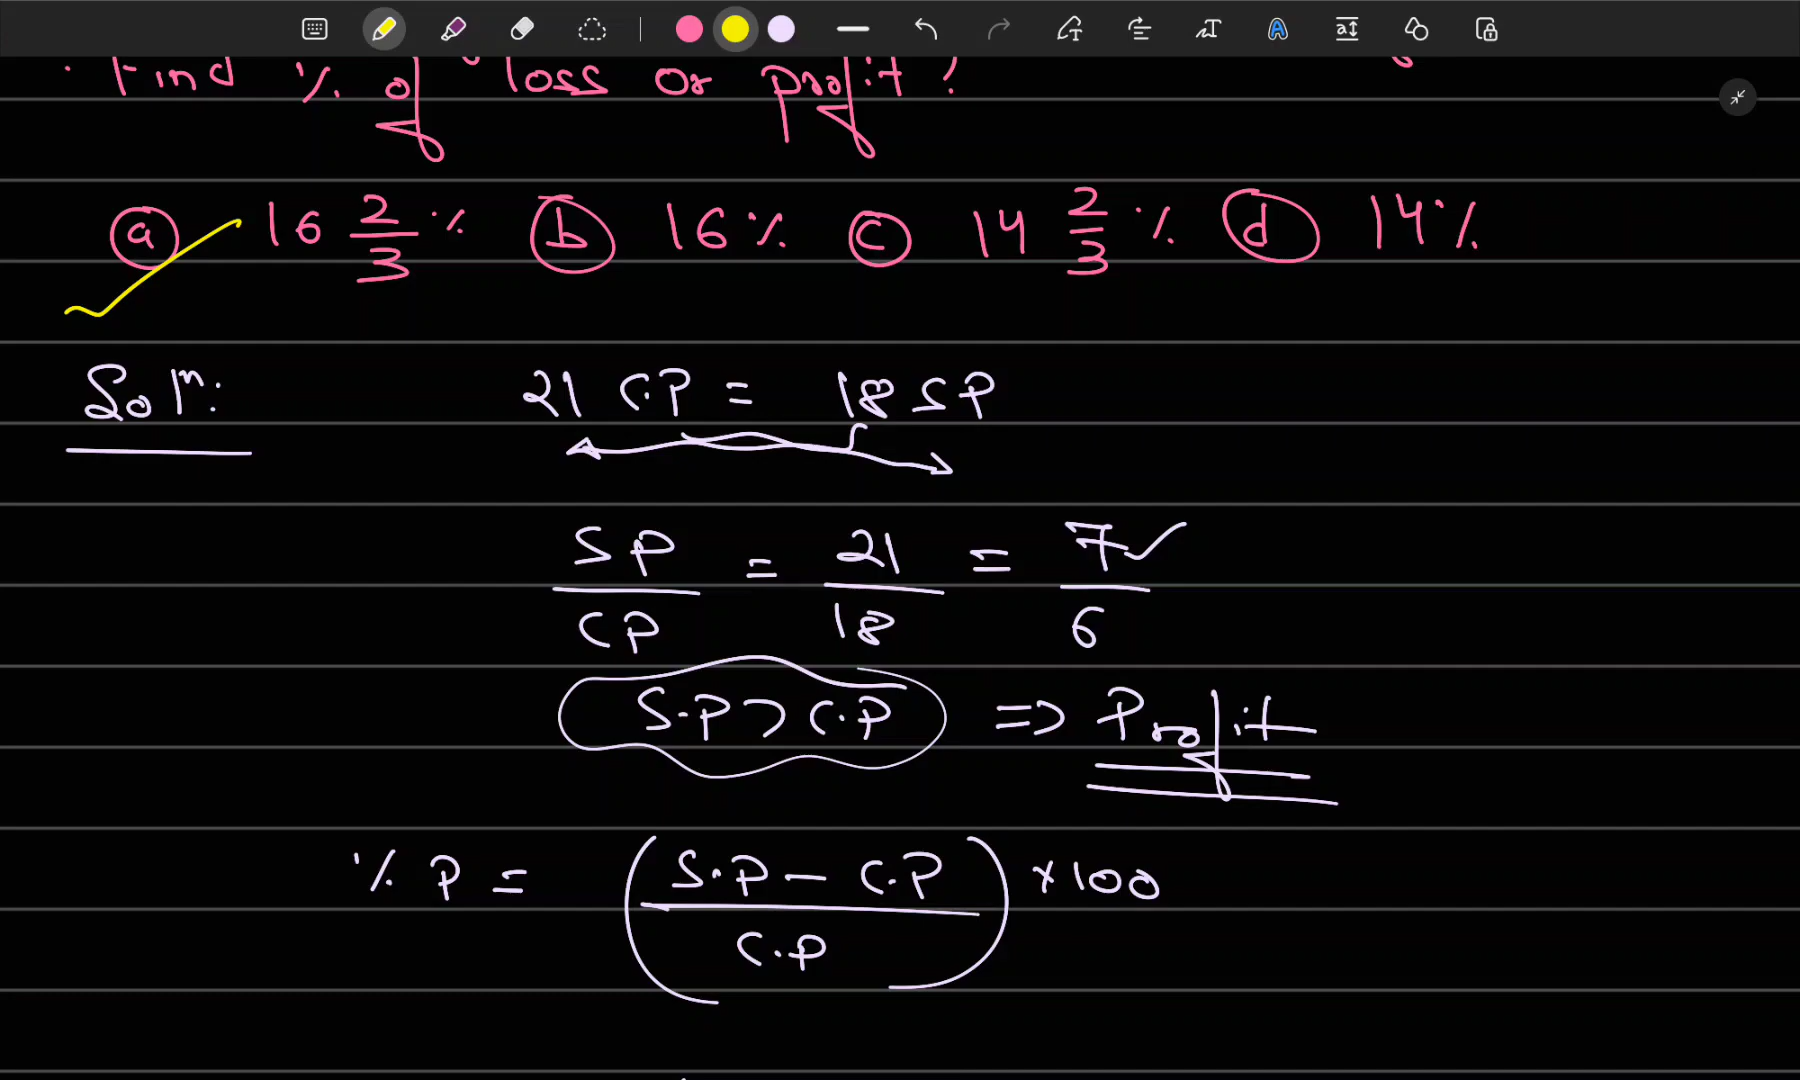 . Find % of loss or profit ?
(a) 16 2/3 % (b) 16% (c) 14 2/3 % (d) 14%
Solⁿ: 21 C.P = 18 SP
SP/CP = 21/18 = 7/6
S.P > C.P => Profit
% P = (S.P - C.P / C.P) × 100